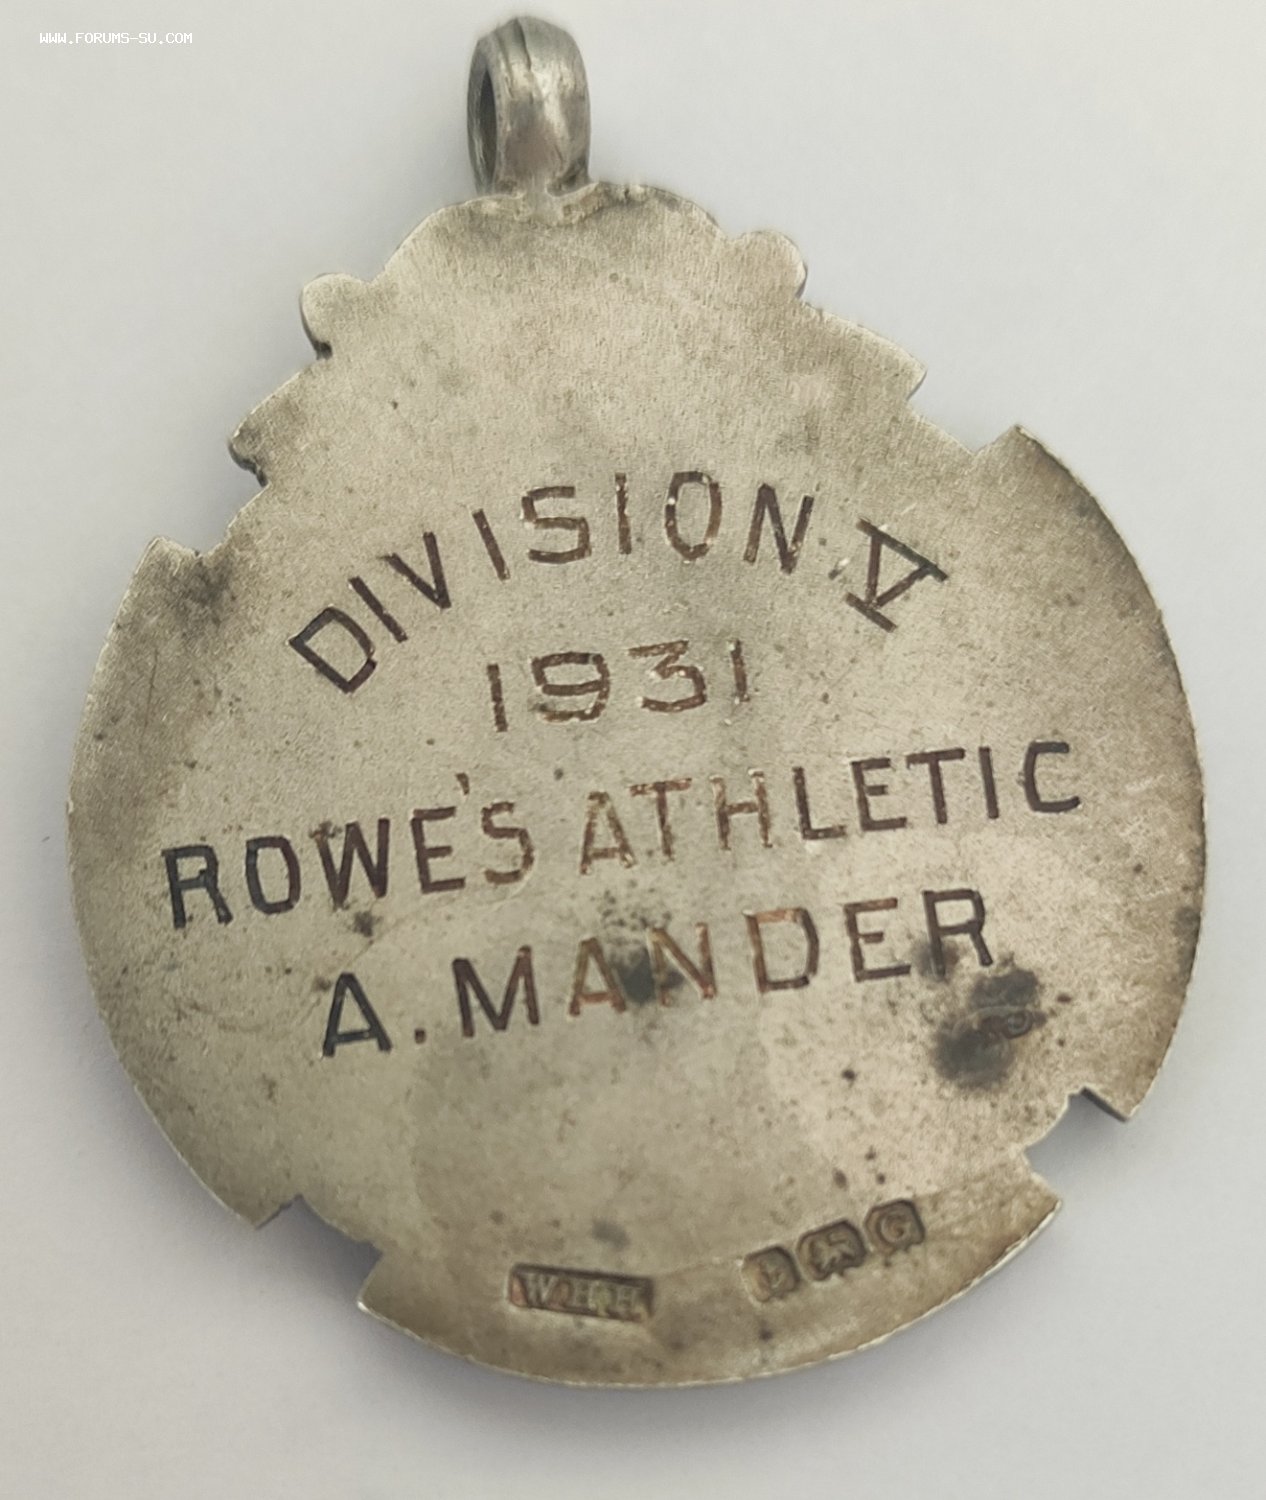 WWW.FORUMS-SU.COM
DIVISION V
1931
ROWE'S ATHLETIC
A. MANDER
W H H
G